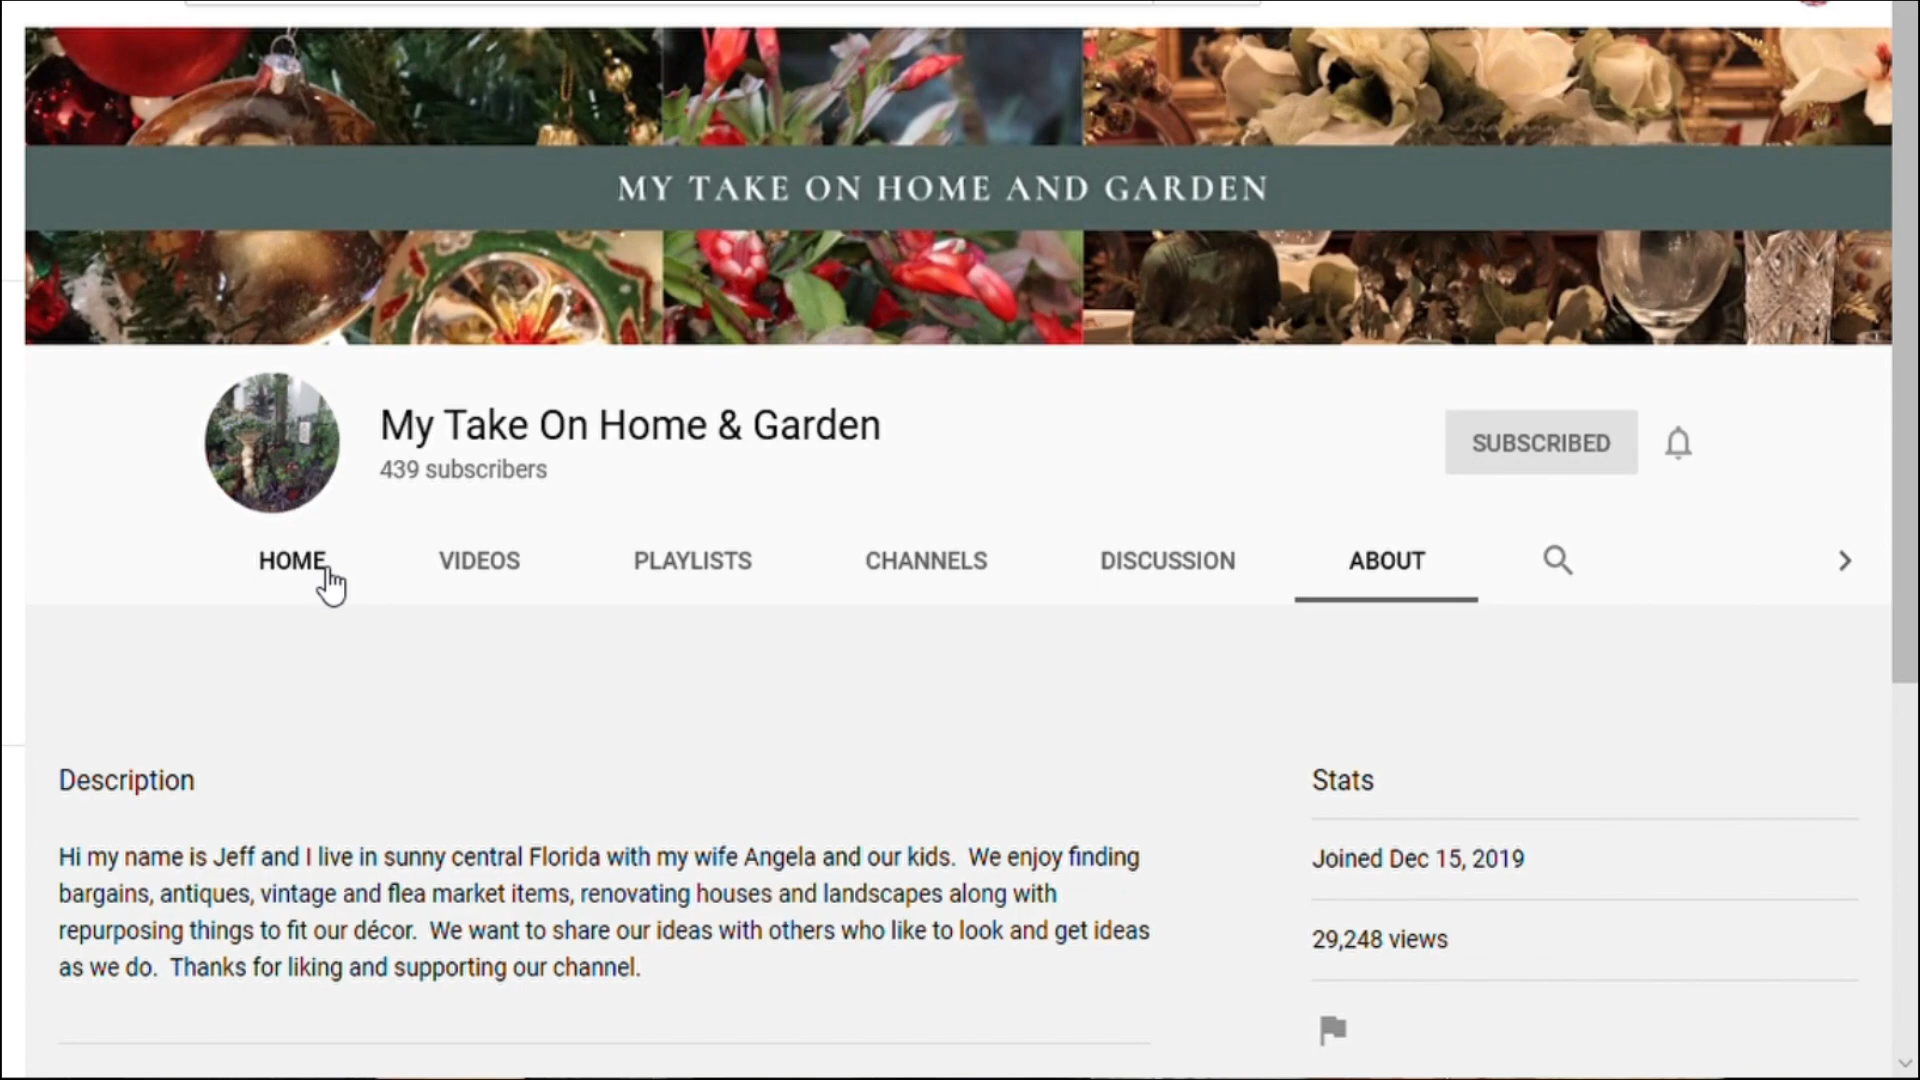 MY TAKE ON HOME AND GARDEN
My Take On Home & Garden
439 subscribers
SUBSCRIBED
HOME
VIDEOS
PLAYLISTS
CHANNELS
DISCUSSION
ABOUT
Description
Hi my name is Jeff and I live in sunny central Florida with my wife Angela and our kids.  We enjoy finding
bargains, antiques, vintage and flea market items, renovating houses and landscapes along with
repurposing things to fit our décor.  We want to share our ideas with others who like to look and get ideas
as we do.  Thanks for liking and supporting our channel.
Stats
Joined Dec 15, 2019
29,248 views